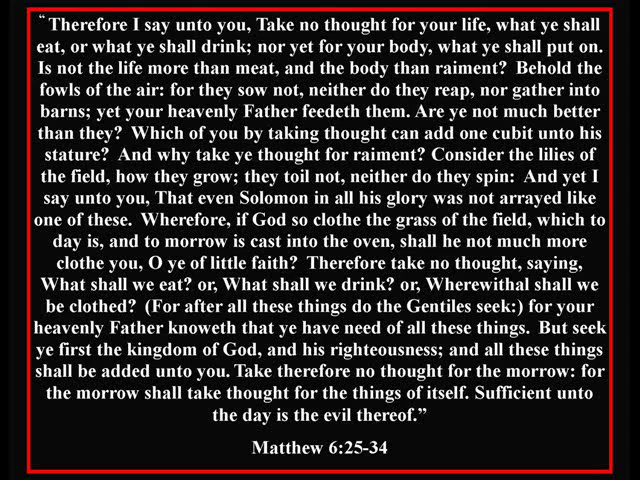 “ Therefore I say unto you, Take no thought for your life, what ye shall
eat, or what ye shall drink; nor yet for your body, what ye shall put on.
Is not the life more than meat, and the body than raiment?  Behold the
fowls of the air: for they sow not, neither do they reap, nor gather into
barns; yet your heavenly Father feedeth them. Are ye not much better
than they?  Which of you by taking thought can add one cubit unto his
stature?  And why take ye thought for raiment? Consider the lilies of
the field, how they grow; they toil not, neither do they spin:  And yet I
say unto you, That even Solomon in all his glory was not arrayed like
one of these.  Wherefore, if God so clothe the grass of the field, which to
day is, and to morrow is cast into the oven, shall he not much more
clothe you, O ye of little faith?  Therefore take no thought, saying,
What shall we eat? or, What shall we drink? or, Wherewithal shall we
be clothed?  (For after all these things do the Gentiles seek:) for your
heavenly Father knoweth that ye have need of all these things.  But seek
ye first the kingdom of God, and his righteousness; and all these things
shall be added unto you. Take therefore no thought for the morrow: for
the morrow shall take thought for the things of itself. Sufficient unto
the day is the evil thereof.”
Matthew 6:25-34